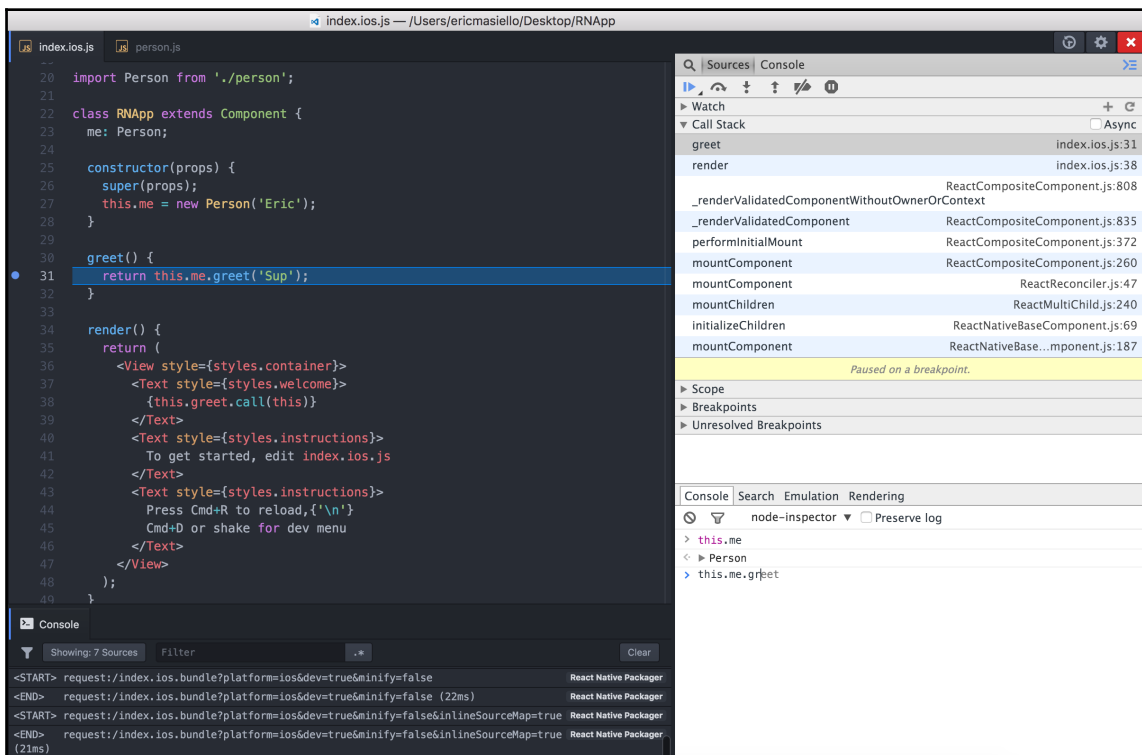 index.ios.js — /Users/ericmasiello/Desktop/RNApp
index.ios.js person.js
20 import Person from './person';
21
22 class RNApp extends Component {
23 me: Person;
24
25 constructor(props) {
26 super(props);
27 this.me = new Person('Eric');
28 }
29
30 greet() {
31 return this.me.greet('Sup');
32 }
33
34 render() {
35 return (
36 <View style={styles.container}>
37 <Text style={styles.welcome}>
38 {this.greet.call(this)}
39 </Text>
40 <Text style={styles.instructions}>
41 To get started, edit index.ios.js
42 </Text>
43 <Text style={styles.instructions}>
44 Press Cmd+R to reload,{'\n'}
45 Cmd+D or shake for dev menu
46 </Text>
47 </View>
48 );
49 }
Console
Showing: 7 Sources Filter .* Clear
<START> request:/index.ios.bundle?platform=ios&dev=true&minify=false React Native Packager
<END> request:/index.ios.bundle?platform=ios&dev=true&minify=false (22ms) React Native Packager
<START> request:/index.ios.bundle?platform=ios&dev=true&minify=false&inlineSourceMap=true React Native Packager
<END> request:/index.ios.bundle?platform=ios&dev=true&minify=false&inlineSourceMap=true React Native Packager
(21ms)
Sources Console
Watch
Call Stack Async
greet index.ios.js:31
render index.ios.js:38
ReactCompositeComponent.js:808
_renderValidatedComponentWithoutOwnerOrContext
_renderValidatedComponent ReactCompositeComponent.js:835
performInitialMount ReactCompositeComponent.js:372
mountComponent ReactCompositeComponent.js:260
mountComponent ReactReconciler.js:47
mountChildren ReactMultiChild.js:240
initializeChildren ReactNativeBaseComponent.js:69
mountComponent ReactNativeBase…mponent.js:187
Paused on a breakpoint.
Scope
Breakpoints
Unresolved Breakpoints
Console Search Emulation Rendering
node-inspector Preserve log
this.me
Person
this.me.greet